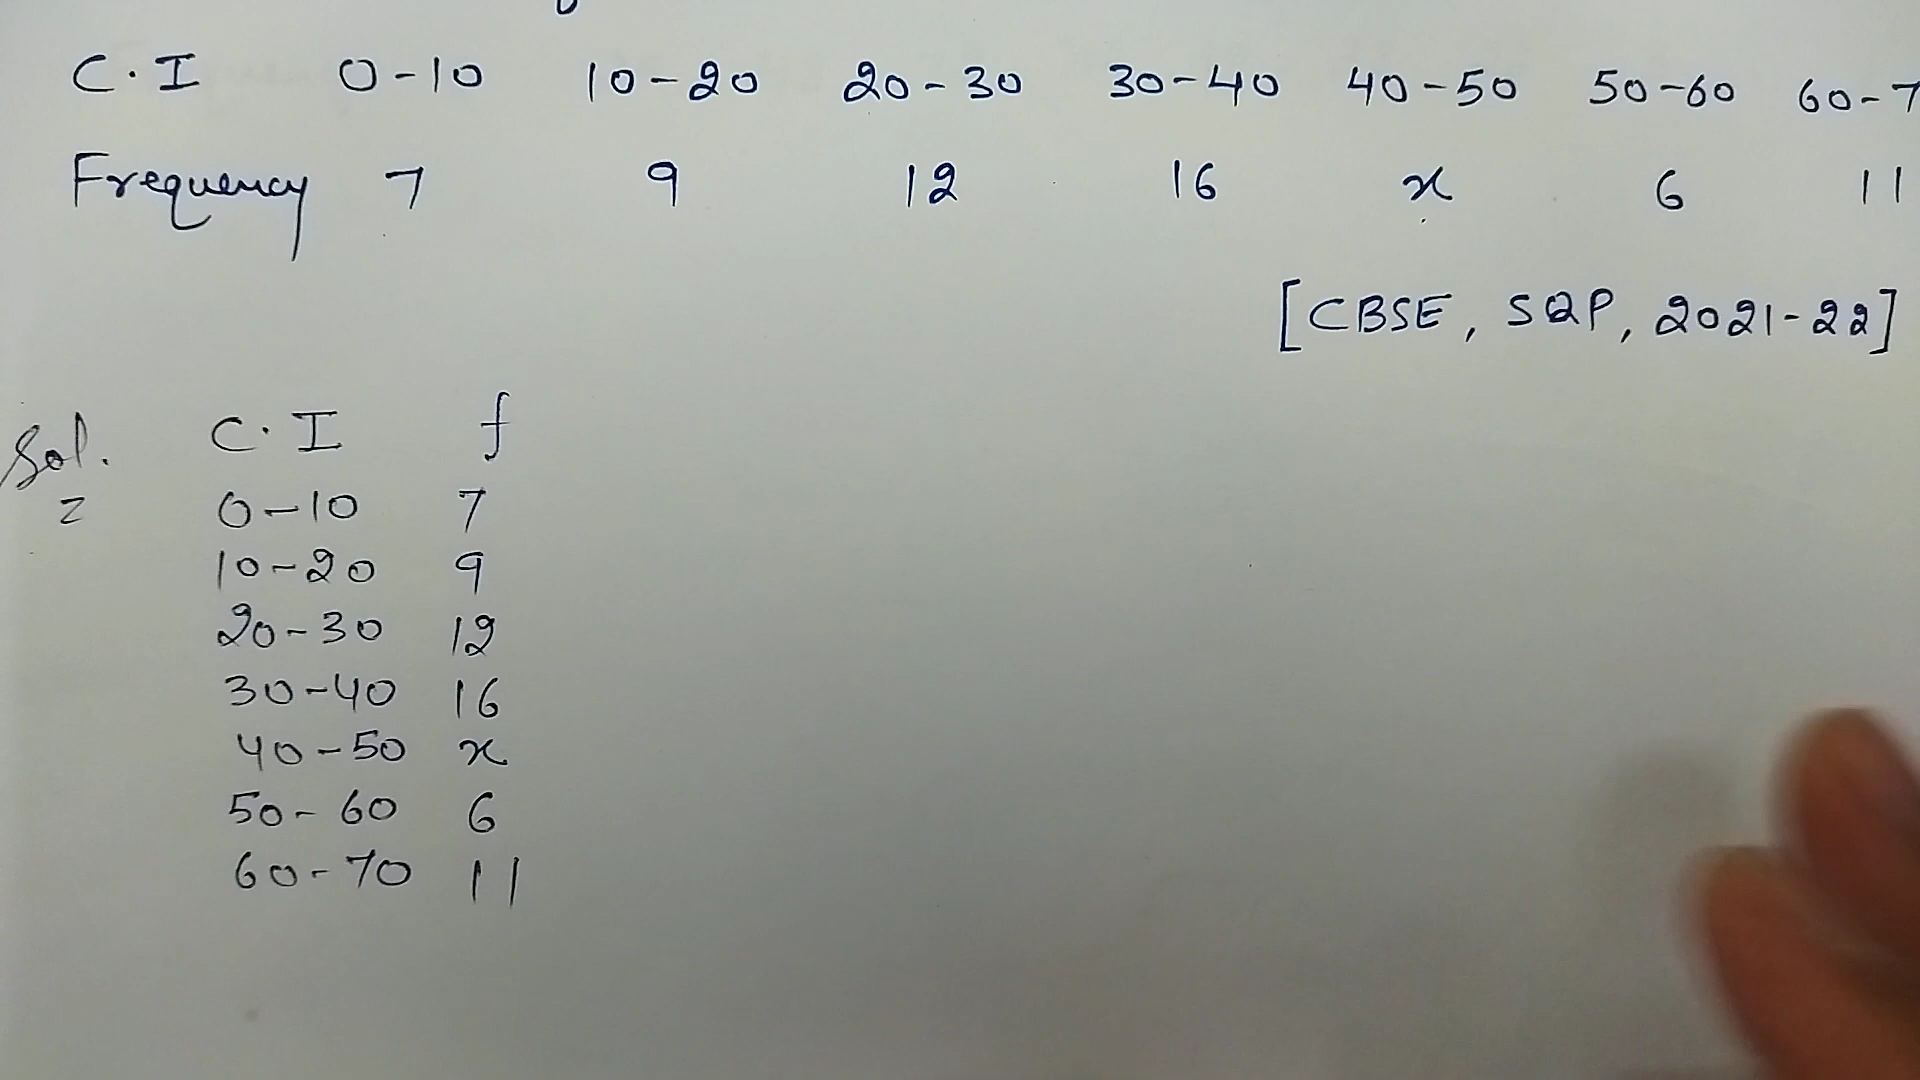 C.I 0-10 10-20 20-30 30-40 40-50 50-60 60-7
Frequency 7 9 12 16 x 6 11
[CBSE, SQP, 2021-22]
Sol. C.I f
0-10 7
10-20 9
20-30 12
30-40 16
40-50 x
50-60 6
60-70 11